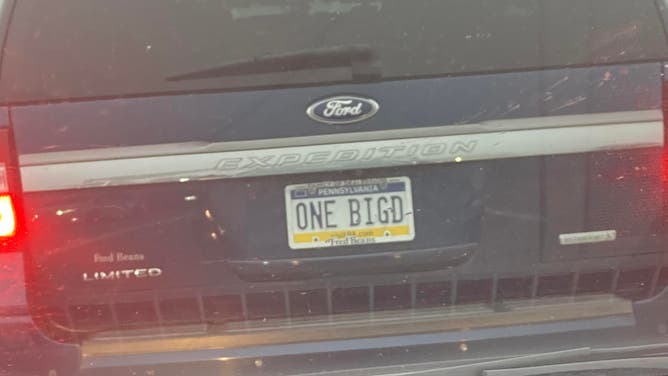 Ford
EXPEDITION
PENNSYLVANIA
ONE BIGD
Fred Beans
Fred Beans
LIMITED